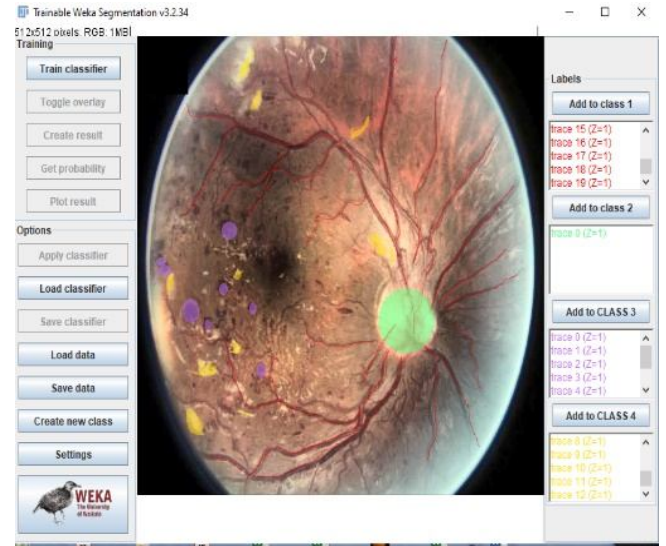 Trainable Weka Segmentation v3.2.34
512x512 pixels; RGB; 1MB
Training
Train classifier
Toggle overlay
Create result
Get probability
Plot result
Options
Apply classifier
Load classifier
Save classifier
Load data
Save data
Create new class
Settings
WEKA
The University
of Waikato
Labels
Add to class 1
trace 15 (Z=1)
trace 16 (Z=1)
trace 17 (Z=1)
trace 18 (Z=1)
trace 19 (Z=1)
Add to class 2
trace 0 (Z=1)
Add to CLASS 3
trace 0 (Z=1)
trace 1 (Z=1)
trace 2 (Z=1)
trace 3 (Z=1)
trace 4 (Z=1)
Add to CLASS 4
trace 8 (Z=1)
trace 9 (Z=1)
trace 10 (Z=1)
trace 11 (Z=1)
trace 12 (Z=1)